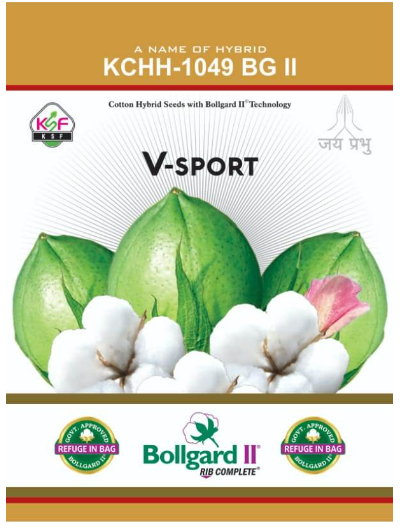 A NAME OF HYBRID
KCHH-1049 BG II
Cotton Hybrid Seeds with Bollgard II® Technology
KSF
KSF
जय प्रभु
V-SPORT
GOVT. APPROVED
REFUGE IN BAG
BOLLGARD II®
Bollgard II®
RIB COMPLETE®
GOVT. APPROVED
REFUGE IN BAG
BOLLGARD II®